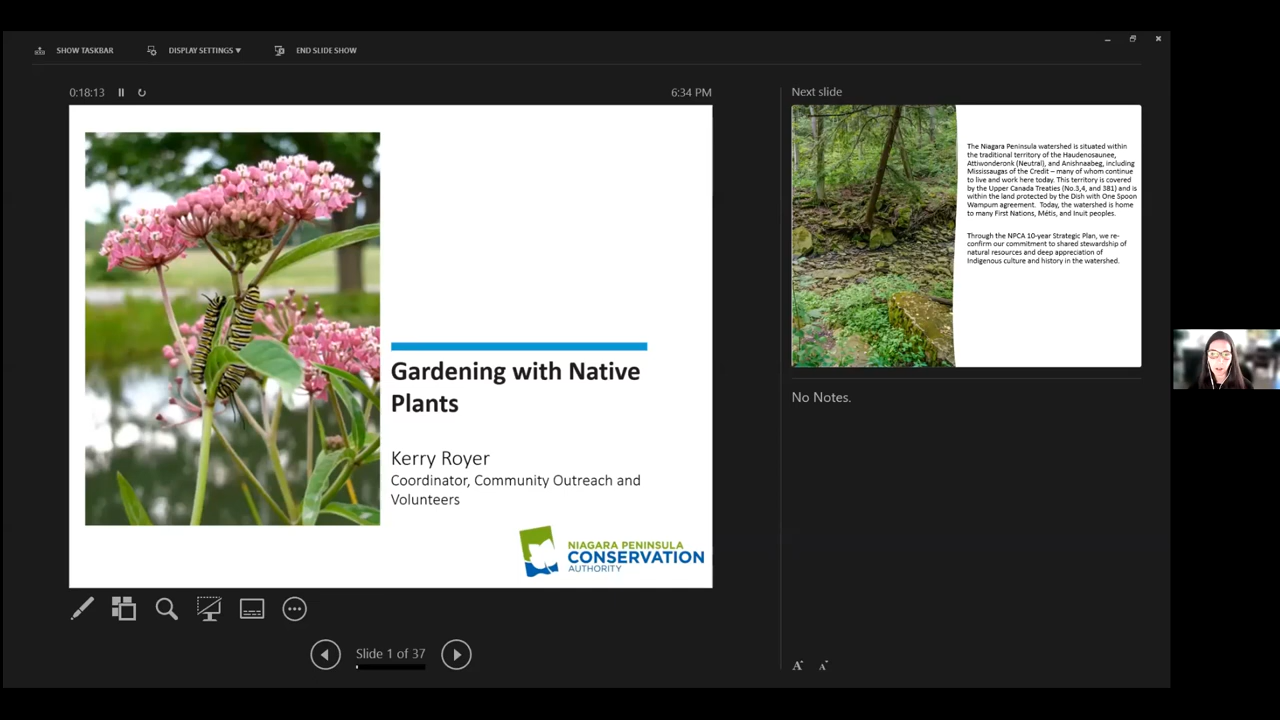 SHOW TASKBAR
DISPLAY SETTINGS ▾
END SLIDE SHOW
0:18:13
6:34 PM
Gardening with Native
Plants
Kerry Royer
Coordinator, Community Outreach and
Volunteers
NIAGARA PENINSULA
CONSERVATION
AUTHORITY
Slide 1 of 37
Next slide
The Niagara Peninsula watershed is situated within
the traditional territory of the Haudenosaunee,
Attiwonderonk (Neutral), and Anishnaabeg, including
Mississaugas of the Credit – many of whom continue
to live and work here today. This territory is covered
by the Upper Canada Treaties (No.3,4, and 381) and is
within the land protected by the Dish with One Spoon
Wampum agreement. Today, the watershed is home
to many First Nations, Métis, and Inuit peoples.
Through the NPCA 10-year Strategic Plan, we re-
confirm our commitment to shared stewardship of
natural resources and deep appreciation of
Indigenous culture and history in the watershed.
No Notes.
A A